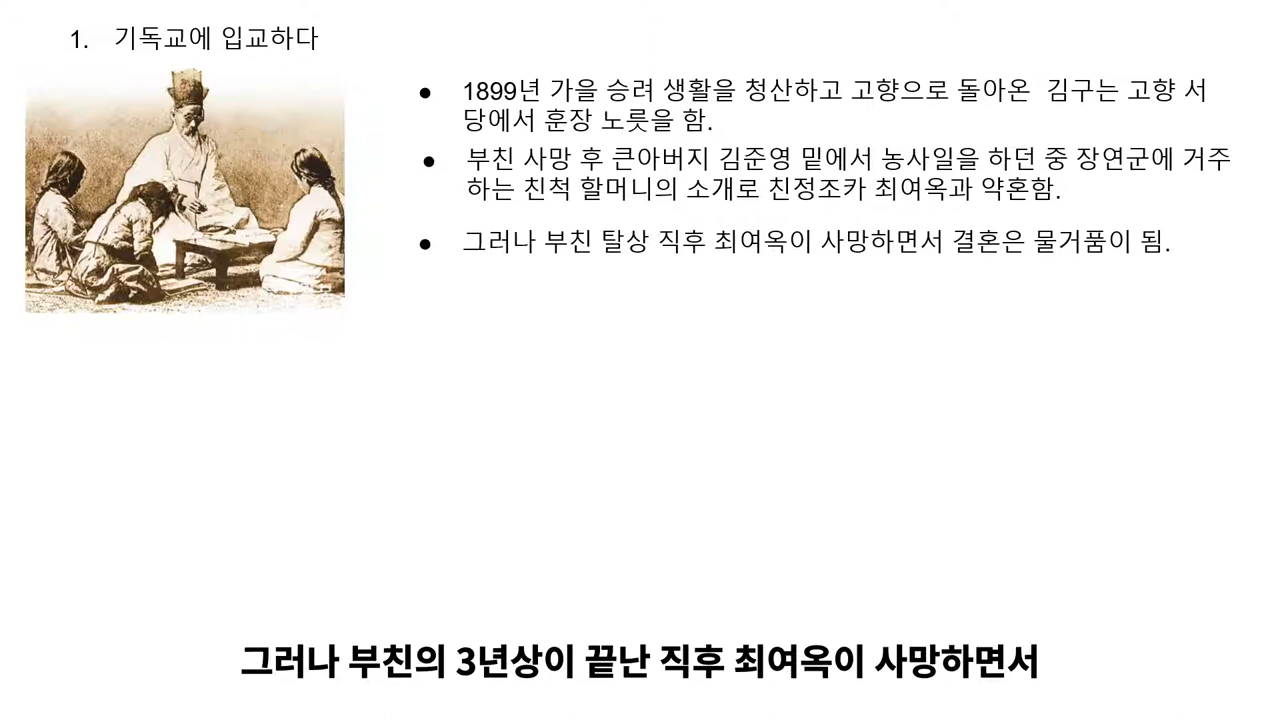 1. 기독교에 입교하다
● 1899년 가을 승려 생활을 청산하고 고향으로 돌아온 김구는 고향 서
당에서 훈장 노릇을 함.
● 부친 사망 후 큰아버지 김준영 밑에서 농사일을 하던 중 장연군에 거주
하는 친척 할머니의 소개로 친정조카 최여옥과 약혼함.
● 그러나 부친 탈상 직후 최여옥이 사망하면서 결혼은 물거품이 됨.
그러나 부친의 3년상이 끝난 직후 최여옥이 사망하면서